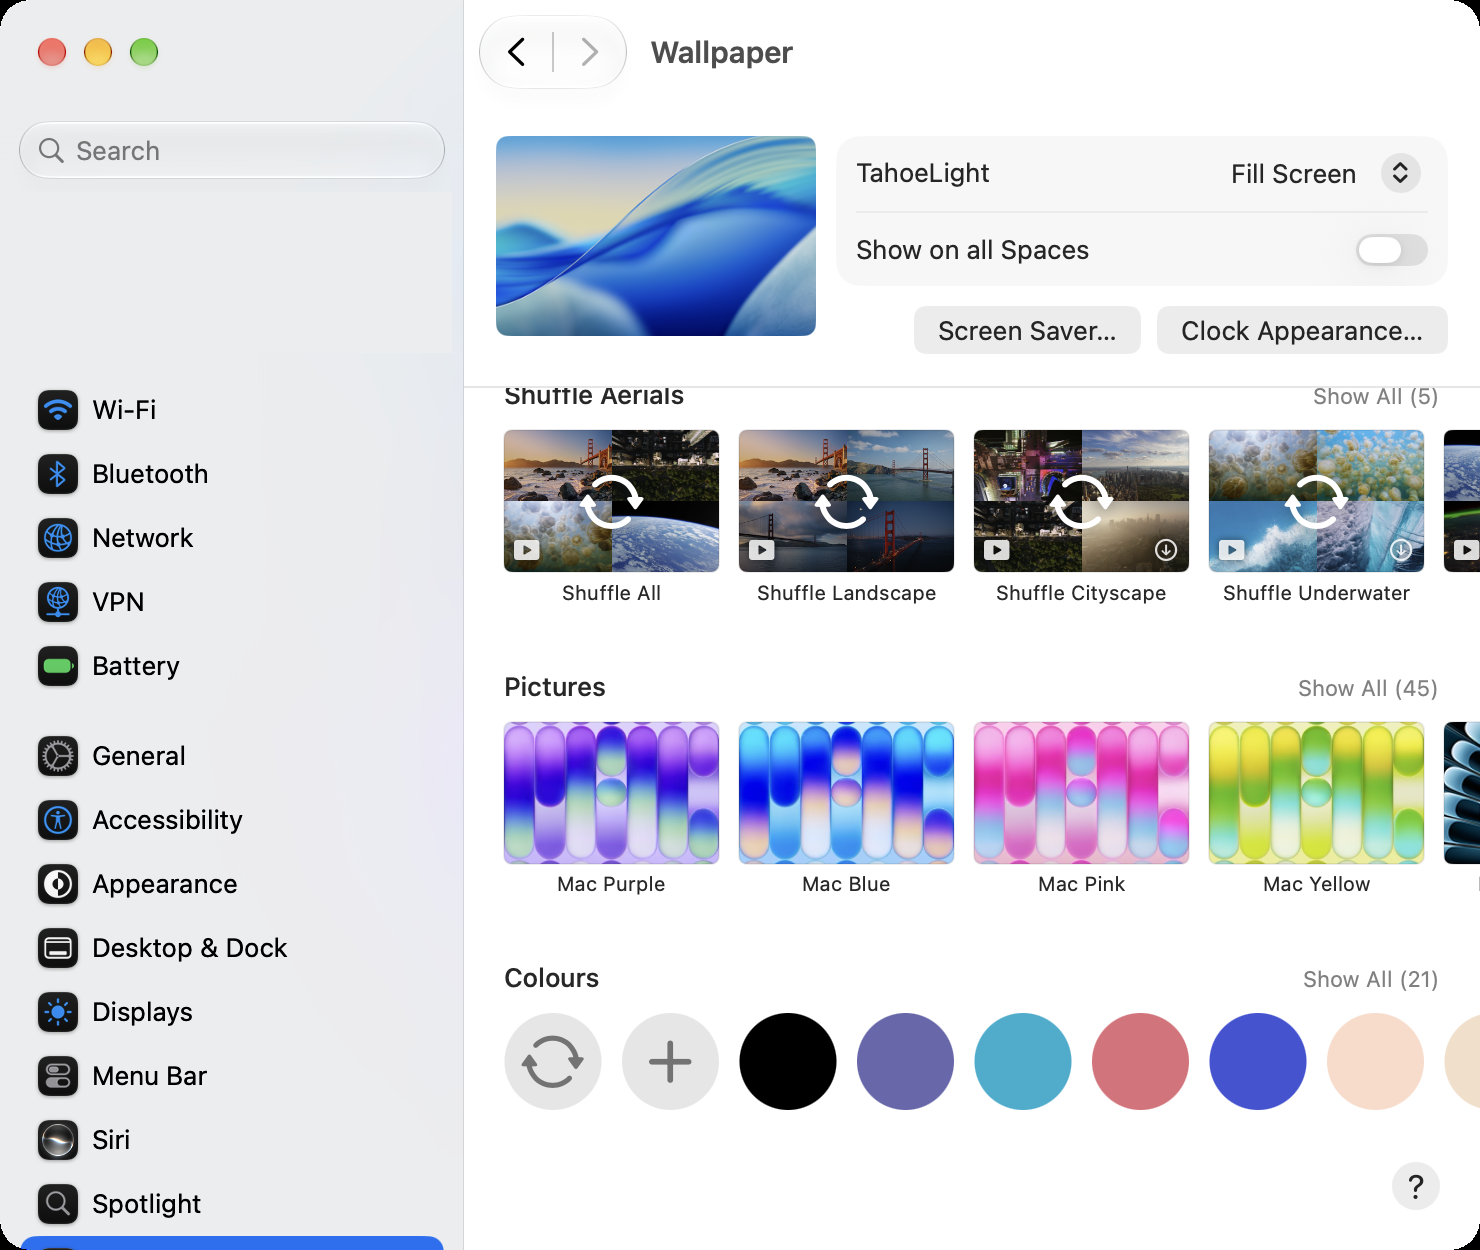 Search
Wi-Fi
Bluetooth
Network
VPN
Battery
General
Accessibility
Appearance
Desktop & Dock
Displays
Menu Bar
Siri
Spotlight
Wallpaper
TahoeLight Fill Screen
Show on all Spaces
Screen Saver... Clock Appearance...
Shuffle Aerials Show All (5)
Shuffle All Shuffle Landscape Shuffle Cityscape Shuffle Underwater
Pictures Show All (45)
Mac Purple Mac Blue Mac Pink Mac Yellow
Colours Show All (21)
?